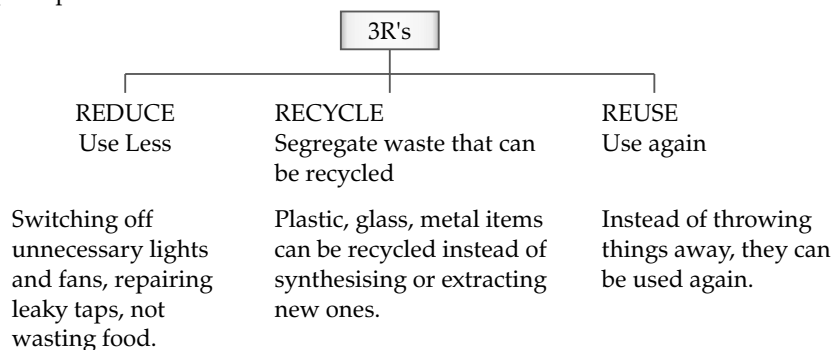 3R's
REDUCE
Use Less
RECYCLE
Segregate waste that can
be recycled
REUSE
Use again
Switching off
unnecessary lights
and fans, repairing
leaky taps, not
wasting food.
Plastic, glass, metal items
can be recycled instead of
synthesising or extracting
new ones.
Instead of throwing
things away, they can
be used again.